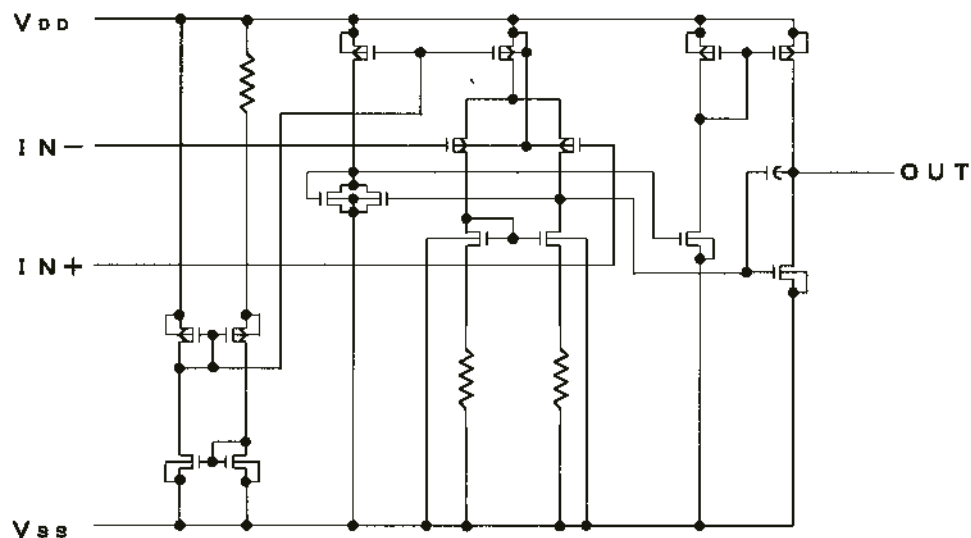 VDD
IN-
OUT
IN+
VSS